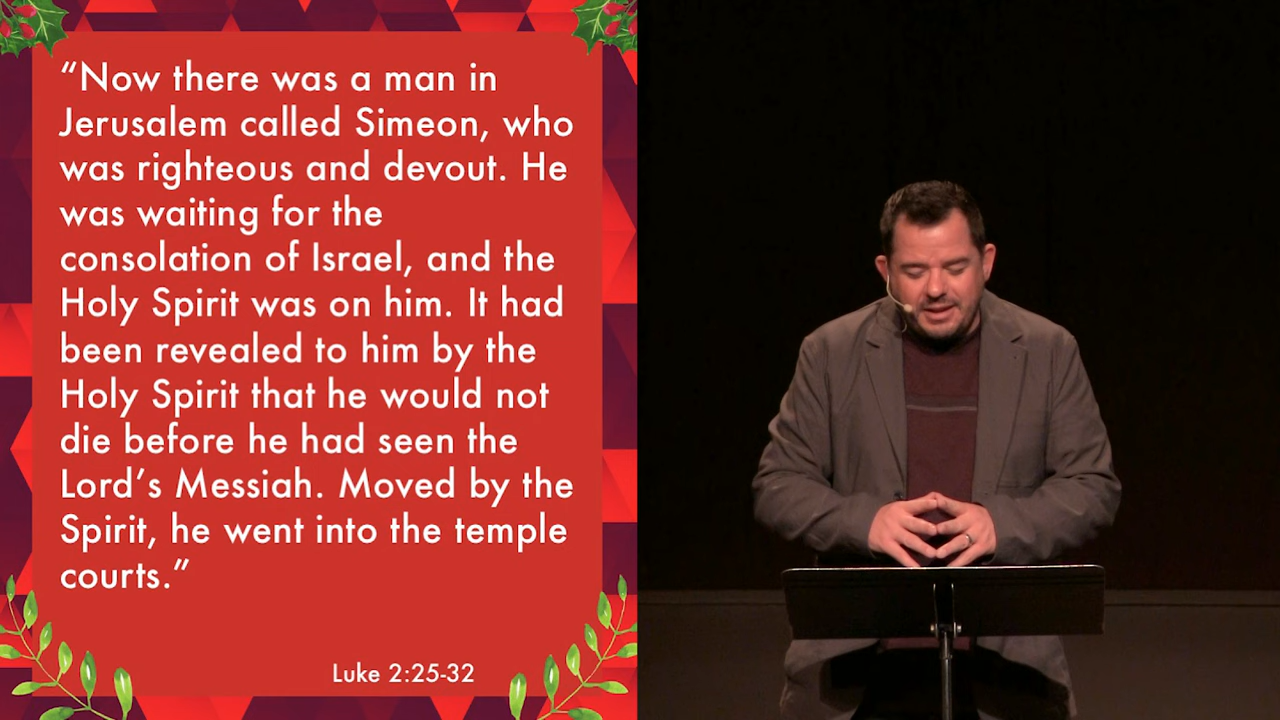 “Now there was a man in
Jerusalem called Simeon, who
was righteous and devout. He
was waiting for the
consolation of Israel, and the
Holy Spirit was on him. It had
been revealed to him by the
Holy Spirit that he would not
die before he had seen the
Lord’s Messiah. Moved by the
Spirit, he went into the temple
courts.”
Luke 2:25-32